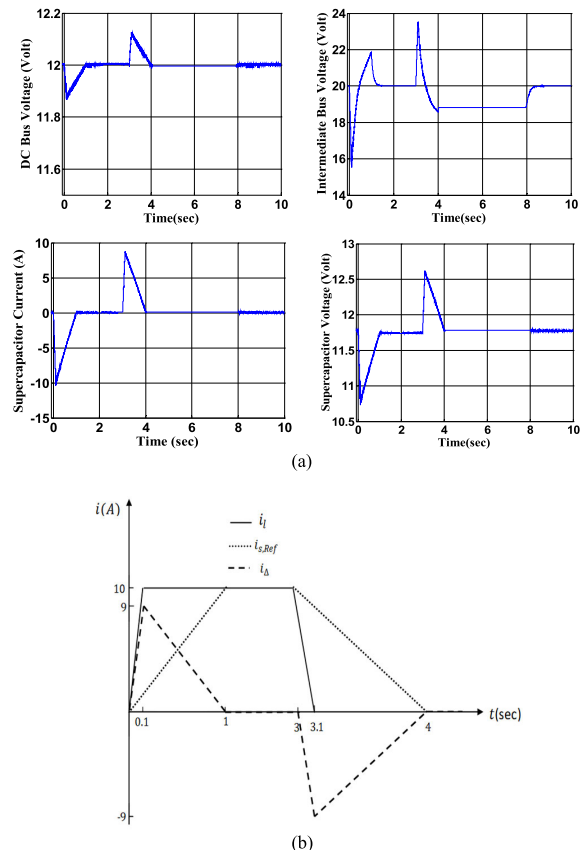 12.2
12
11.8
11.6
DC Bus Voltage (Volt)
0 2 4 6 8 10
Time(sec)
24
22
20
18
16
14
Intermediate Bus Voltage (Volt)
0 2 4 6 8 10
Time(sec)
10
5
0
-5
-10
-15
Supercapacitor Current (A)
0 2 4 6 8 10
Time (sec)
13
12.5
12
11.5
11
10.5
Supercapacitor Voltage (Volt)
0 2 4 6 8 10
Time(sec)
(a)
i(A)
i_l
i_{s,Ref}
i_Δ
10
9
0.1 1 3 3.1 4 t(sec)
-9
(b)